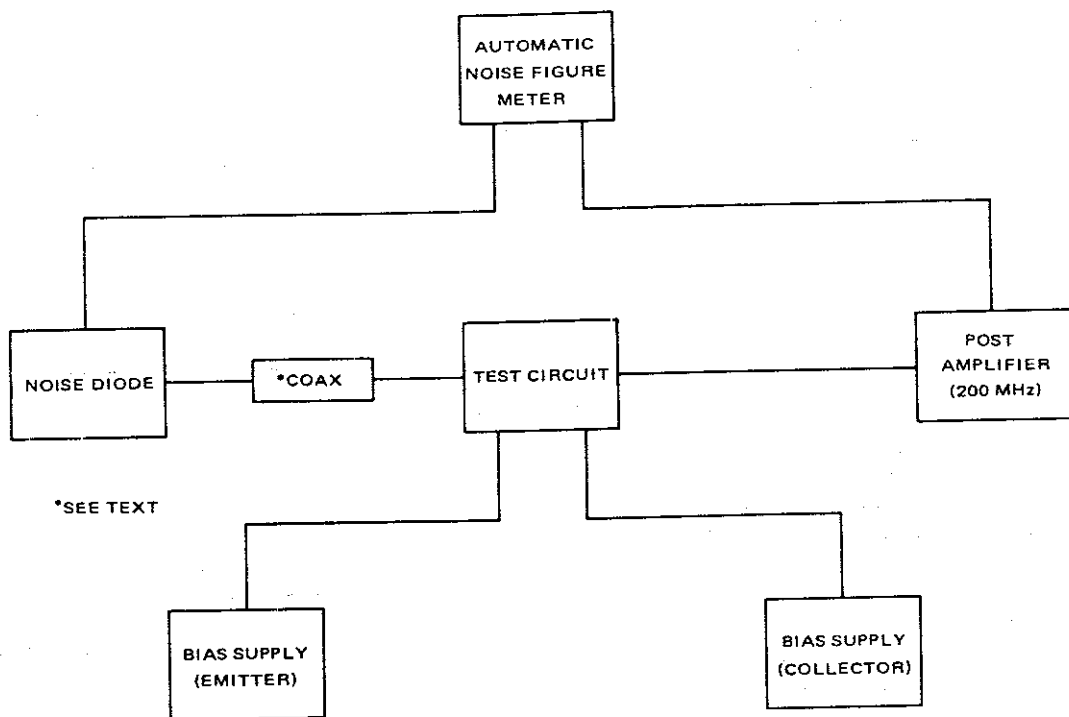 AUTOMATIC
NOISE FIGURE
METER
NOISE DIODE
*COAX
TEST CIRCUIT
POST
AMPLIFIER
(200 MHz)
*SEE TEXT
BIAS SUPPLY
(EMITTER)
BIAS SUPPLY
(COLLECTOR)